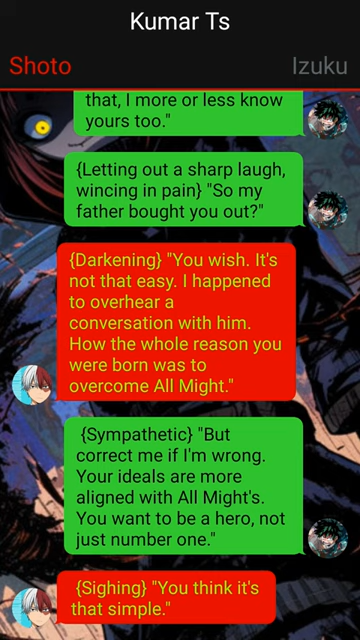 Kumar Ts
Shoto
Izuku
that, I more or less know
yours too."
{Letting out a sharp laugh,
wincing in pain} "So my
father bought you out?"
{Darkening} "You wish. It's
not that easy. I happened
to overhear a
conversation with him.
How the whole reason you
were born was to
overcome All Might."
{Sympathetic} "But
correct me if I'm wrong.
Your ideals are more
aligned with All Might's.
You want to be a hero, not
just number one."
{Sighing} "You think it's
that simple."